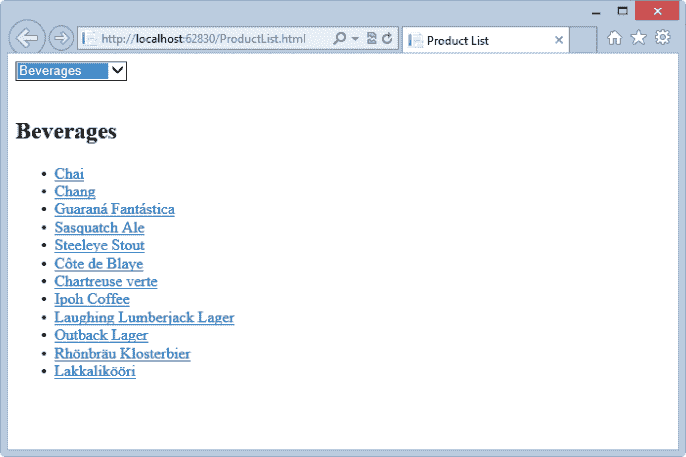 http://localhost:62830/ProductList.html
Product List
Beverages
Beverages
• Chai
• Chang
• Guaraná Fantástica
• Sasquatch Ale
• Steeleye Stout
• Côte de Blaye
• Chartreuse verte
• Ipoh Coffee
• Laughing Lumberjack Lager
• Outback Lager
• Rhönbräu Klosterbier
• Lakkalikööri